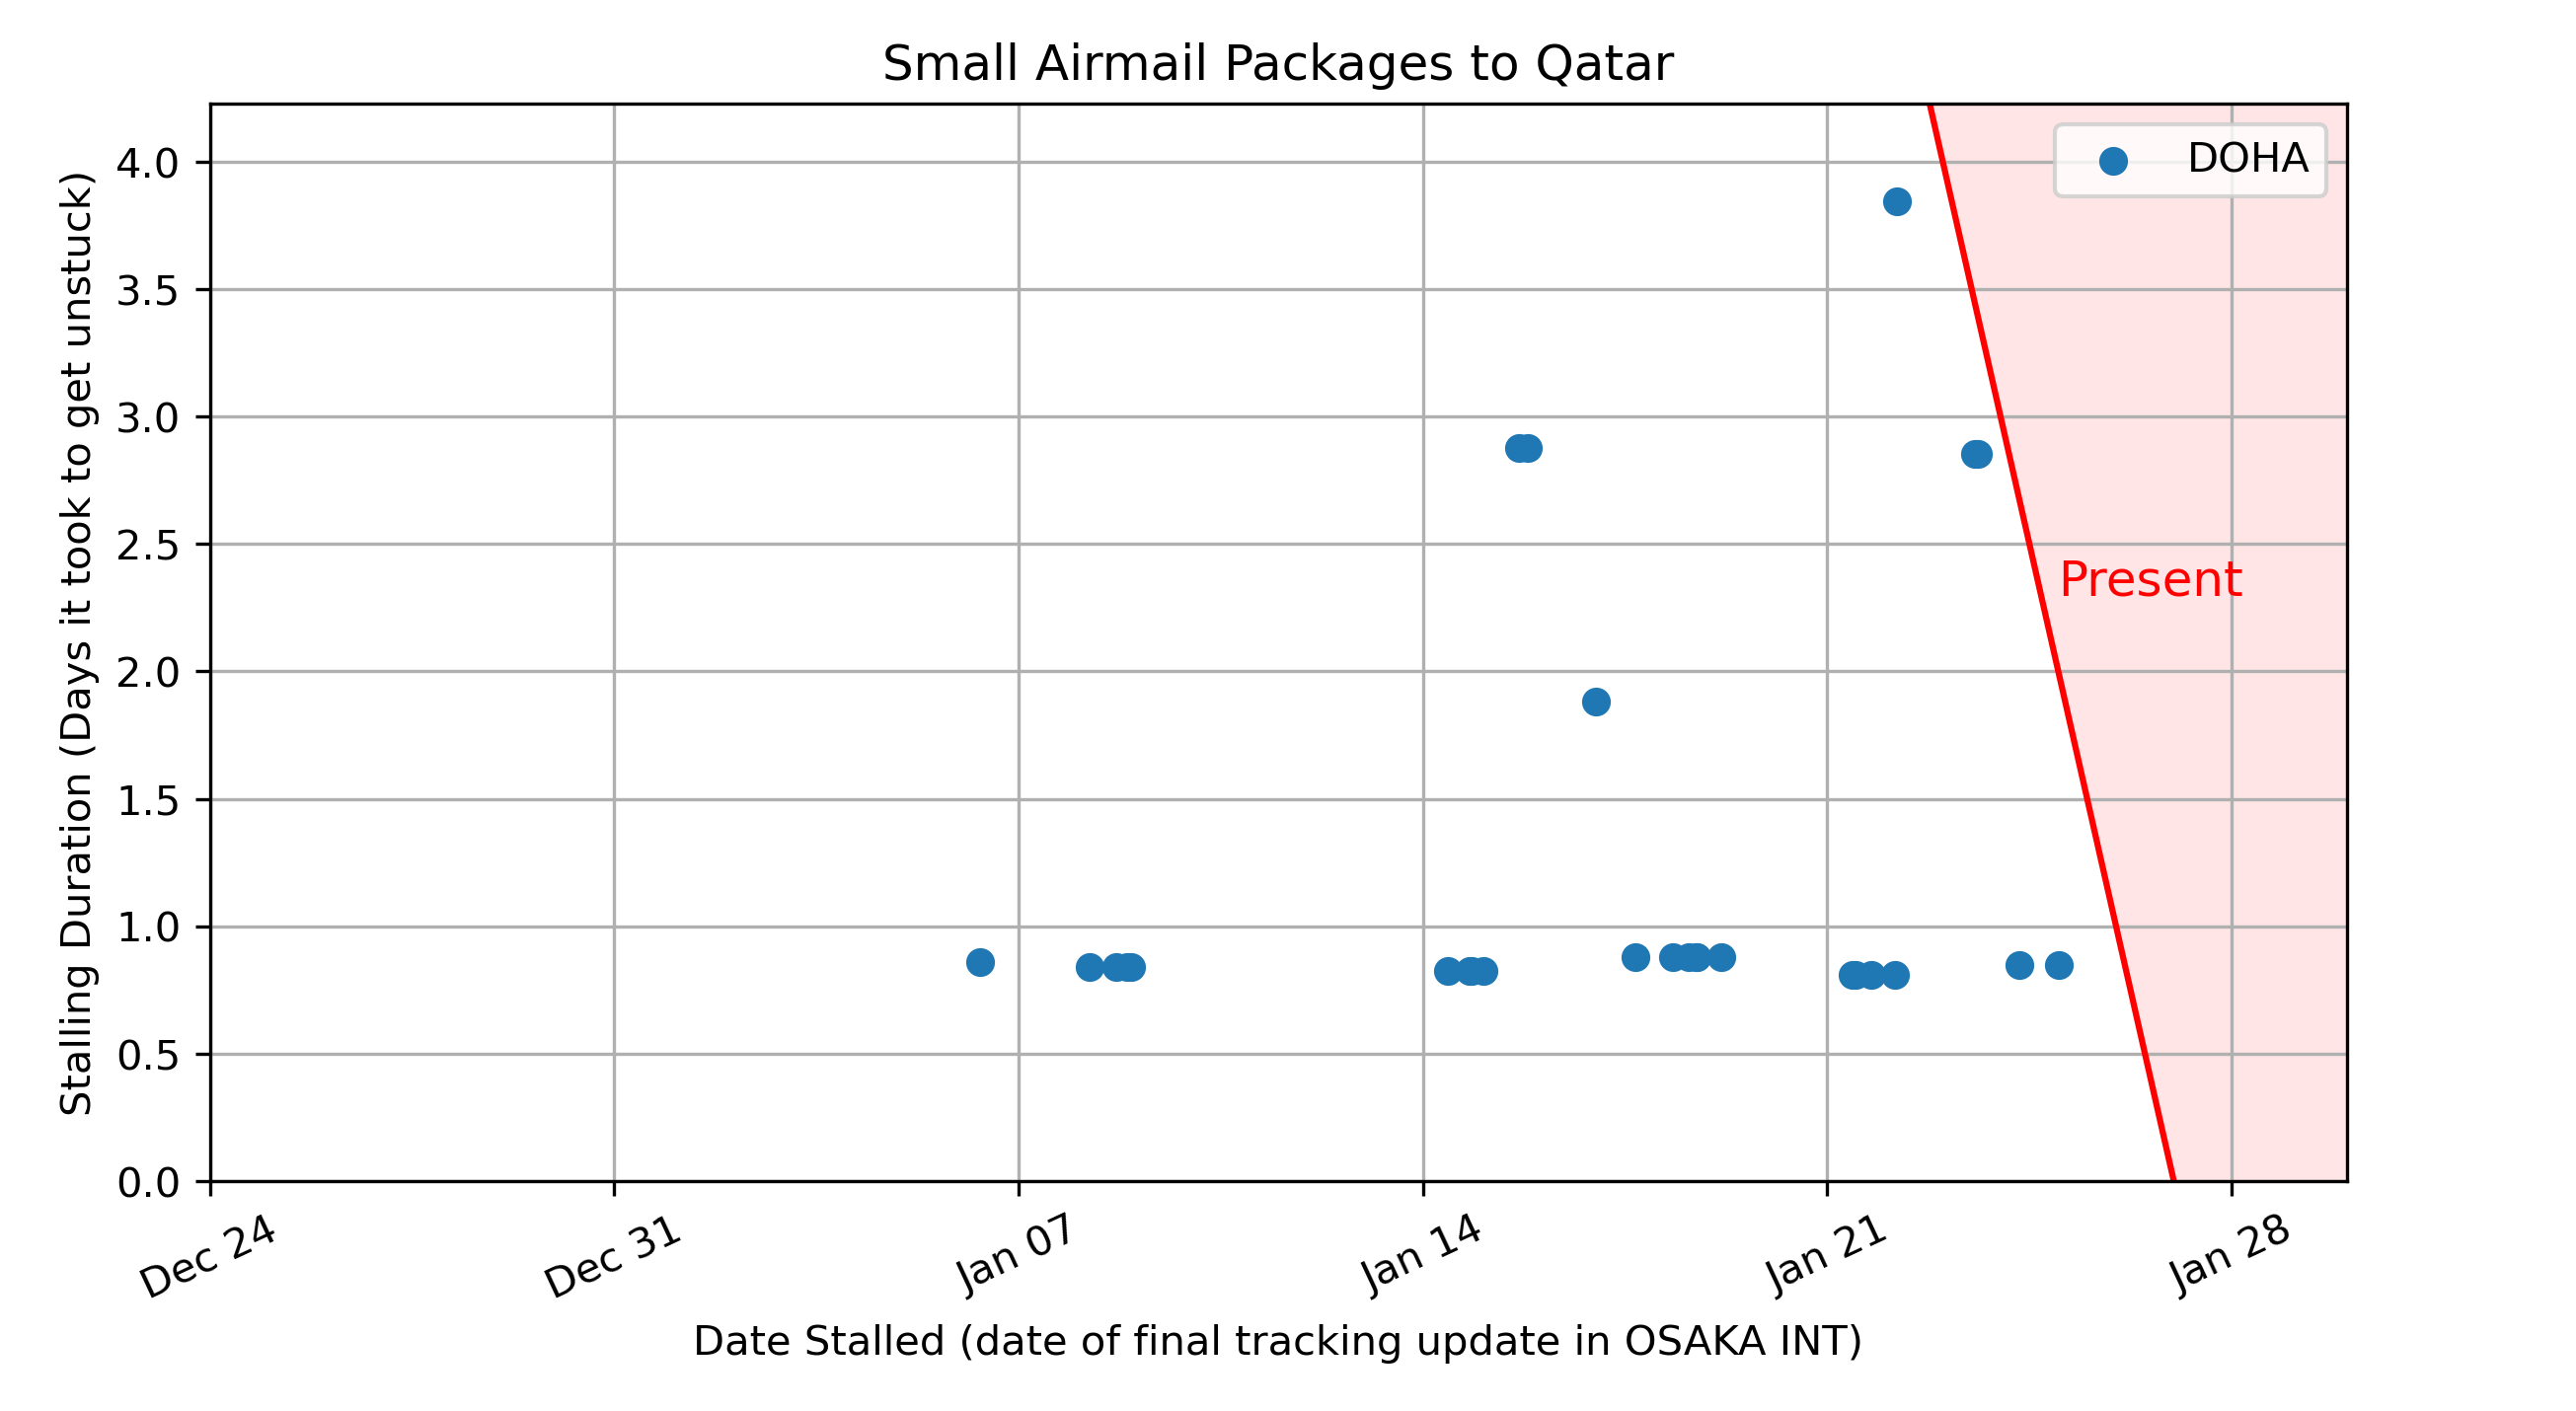 Small Airmail Packages to Qatar
DOHA
Present
Stalling Duration (Days it took to get unstuck)
4.0
3.5
3.0
2.5
2.0
1.5
1.0
0.5
0.0
Dec 24
Dec 31
Jan 07
Jan 14
Jan 21
Jan 28
Date Stalled (date of final tracking update in OSAKA INT)